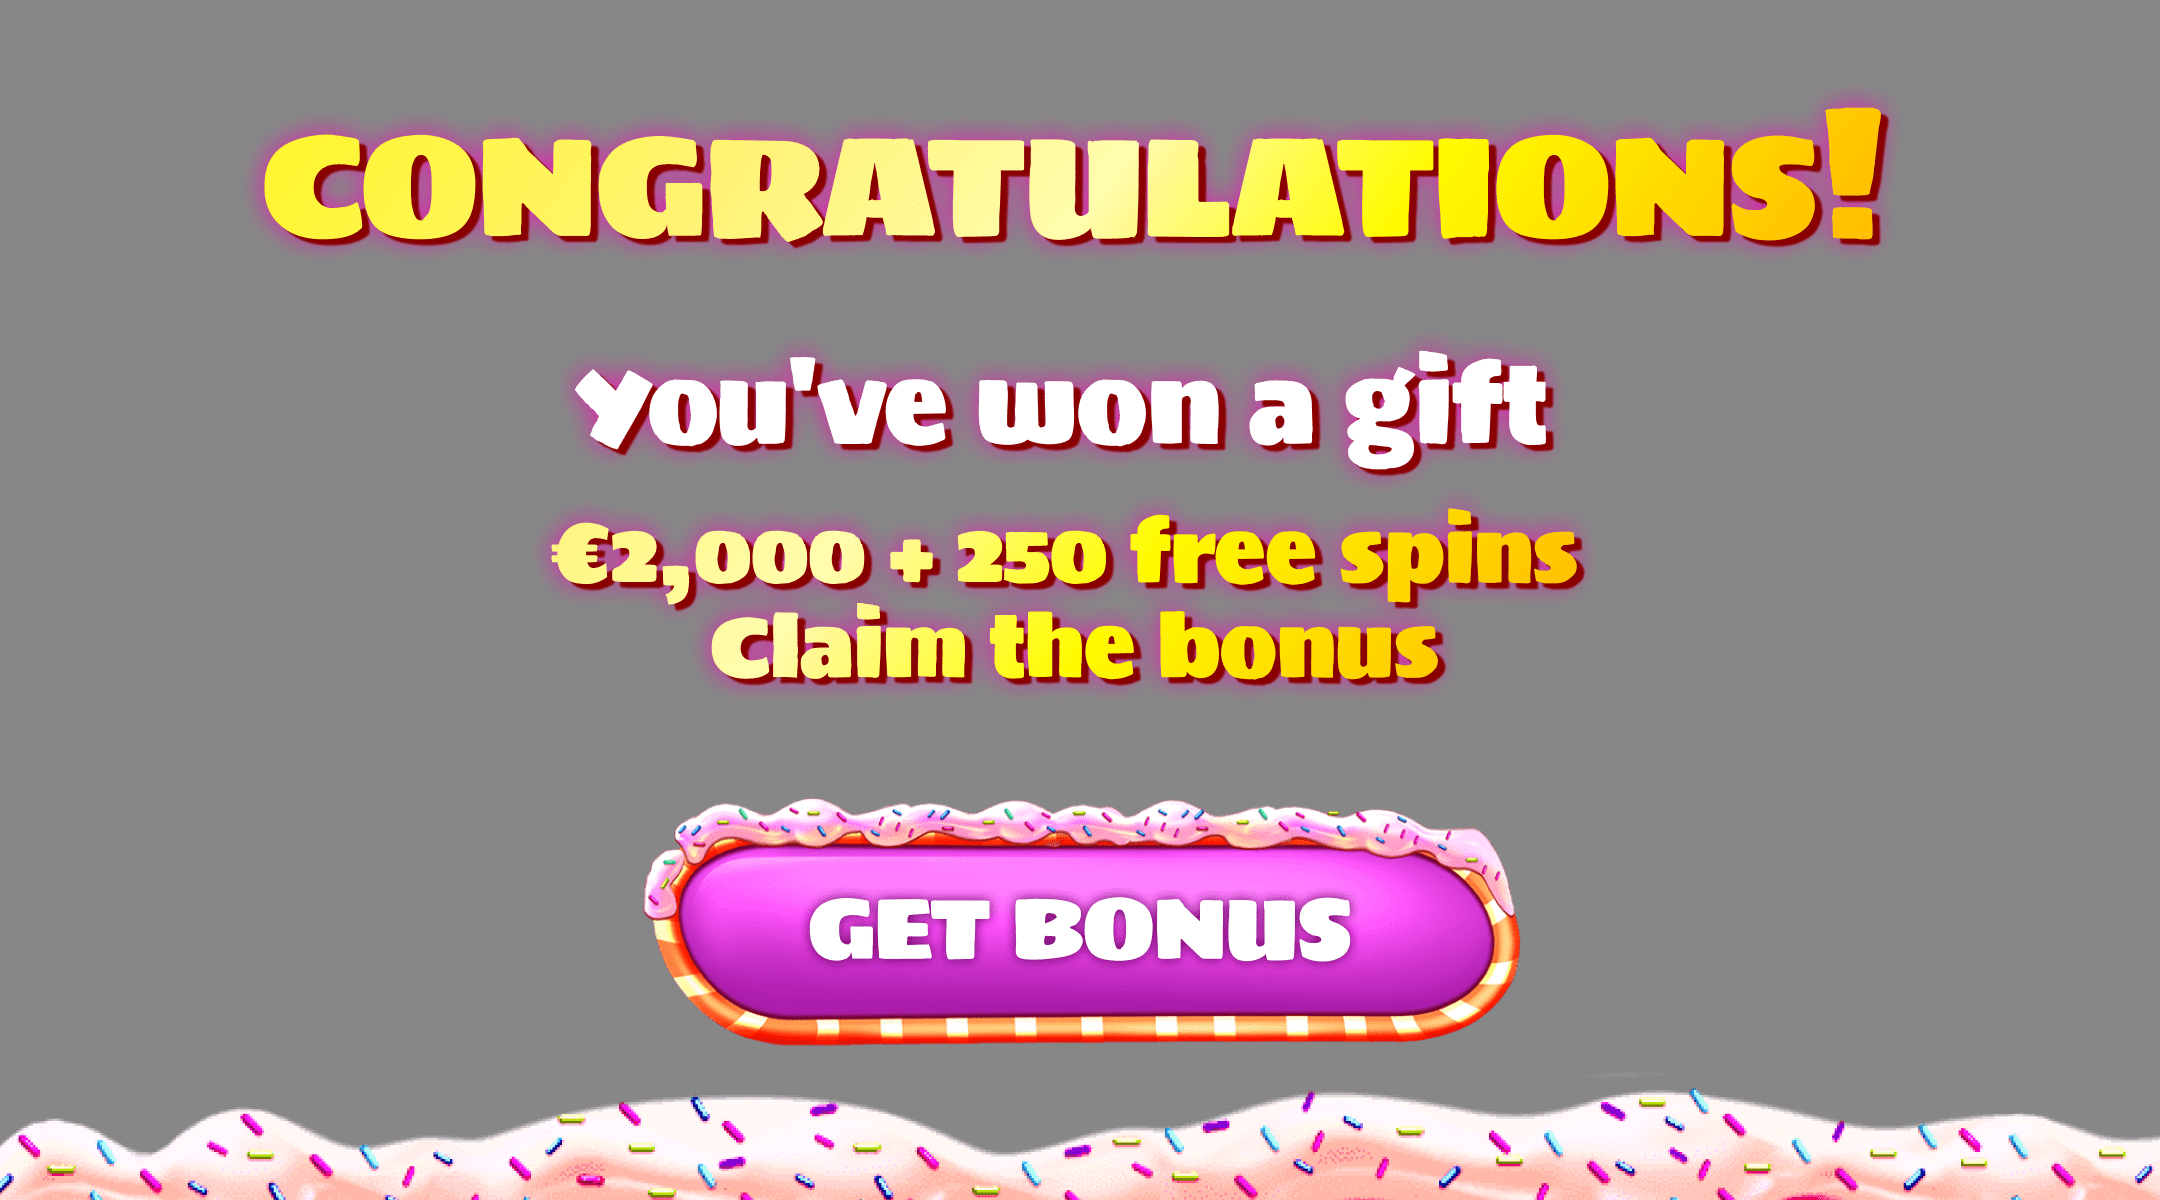 CONGRATULATIONS!
You've won a gift
€2,000 + 250 free spins
Claim the bonus
GET BONUS